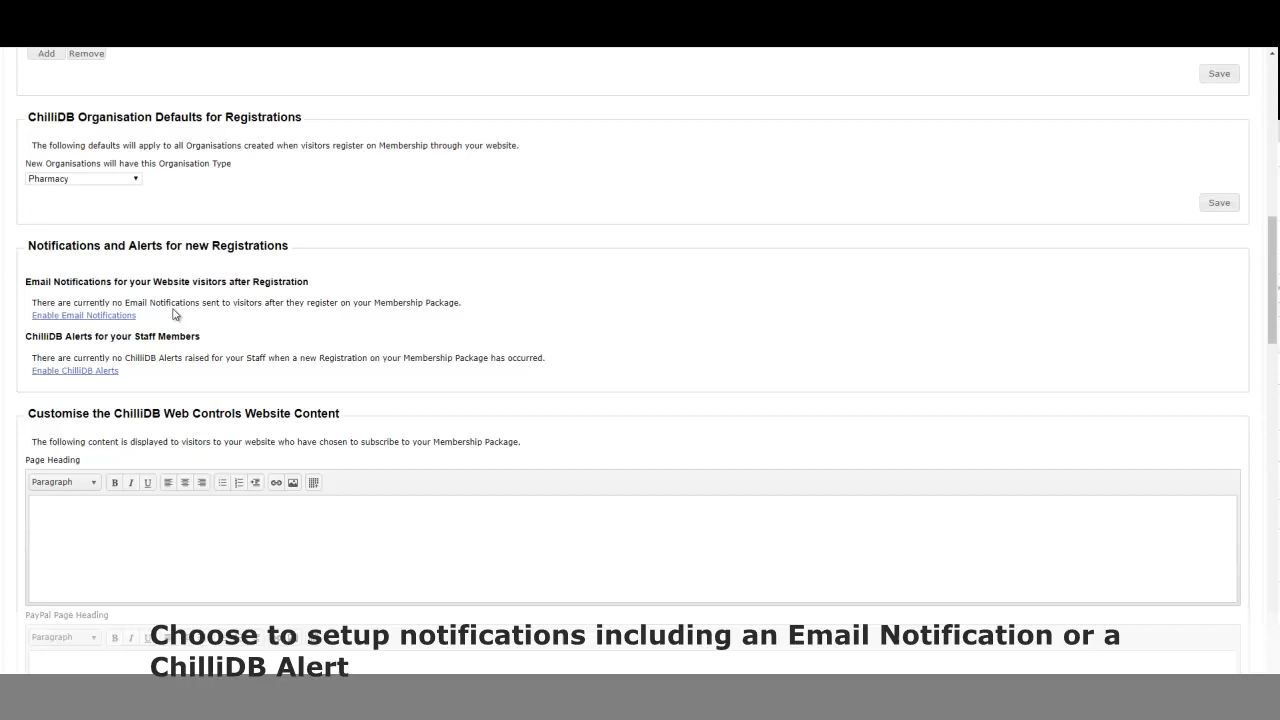 Add Remove
Save
ChilliDB Organisation Defaults for Registrations
The following defaults will apply to all Organisations created when visitors register on Membership through your website.
New Organisations will have this Organisation Type
Pharmacy
Save
Notifications and Alerts for new Registrations
Email Notifications for your Website visitors after Registration
There are currently no Email Notifications sent to visitors after they register on your Membership Package.
Enable Email Notifications
ChilliDB Alerts for your Staff Members
There are currently no ChilliDB Alerts raised for your Staff when a new Registration on your Membership Package has occurred.
Enable ChilliDB Alerts
Customise the ChilliDB Web Controls Website Content
The following content is displayed to visitors to your website who have chosen to subscribe to your Membership Package.
Page Heading
Paragraph B I U
PayPal Page Heading
Paragraph B I U
Choose to setup notifications including an Email Notification or a
ChilliDB Alert